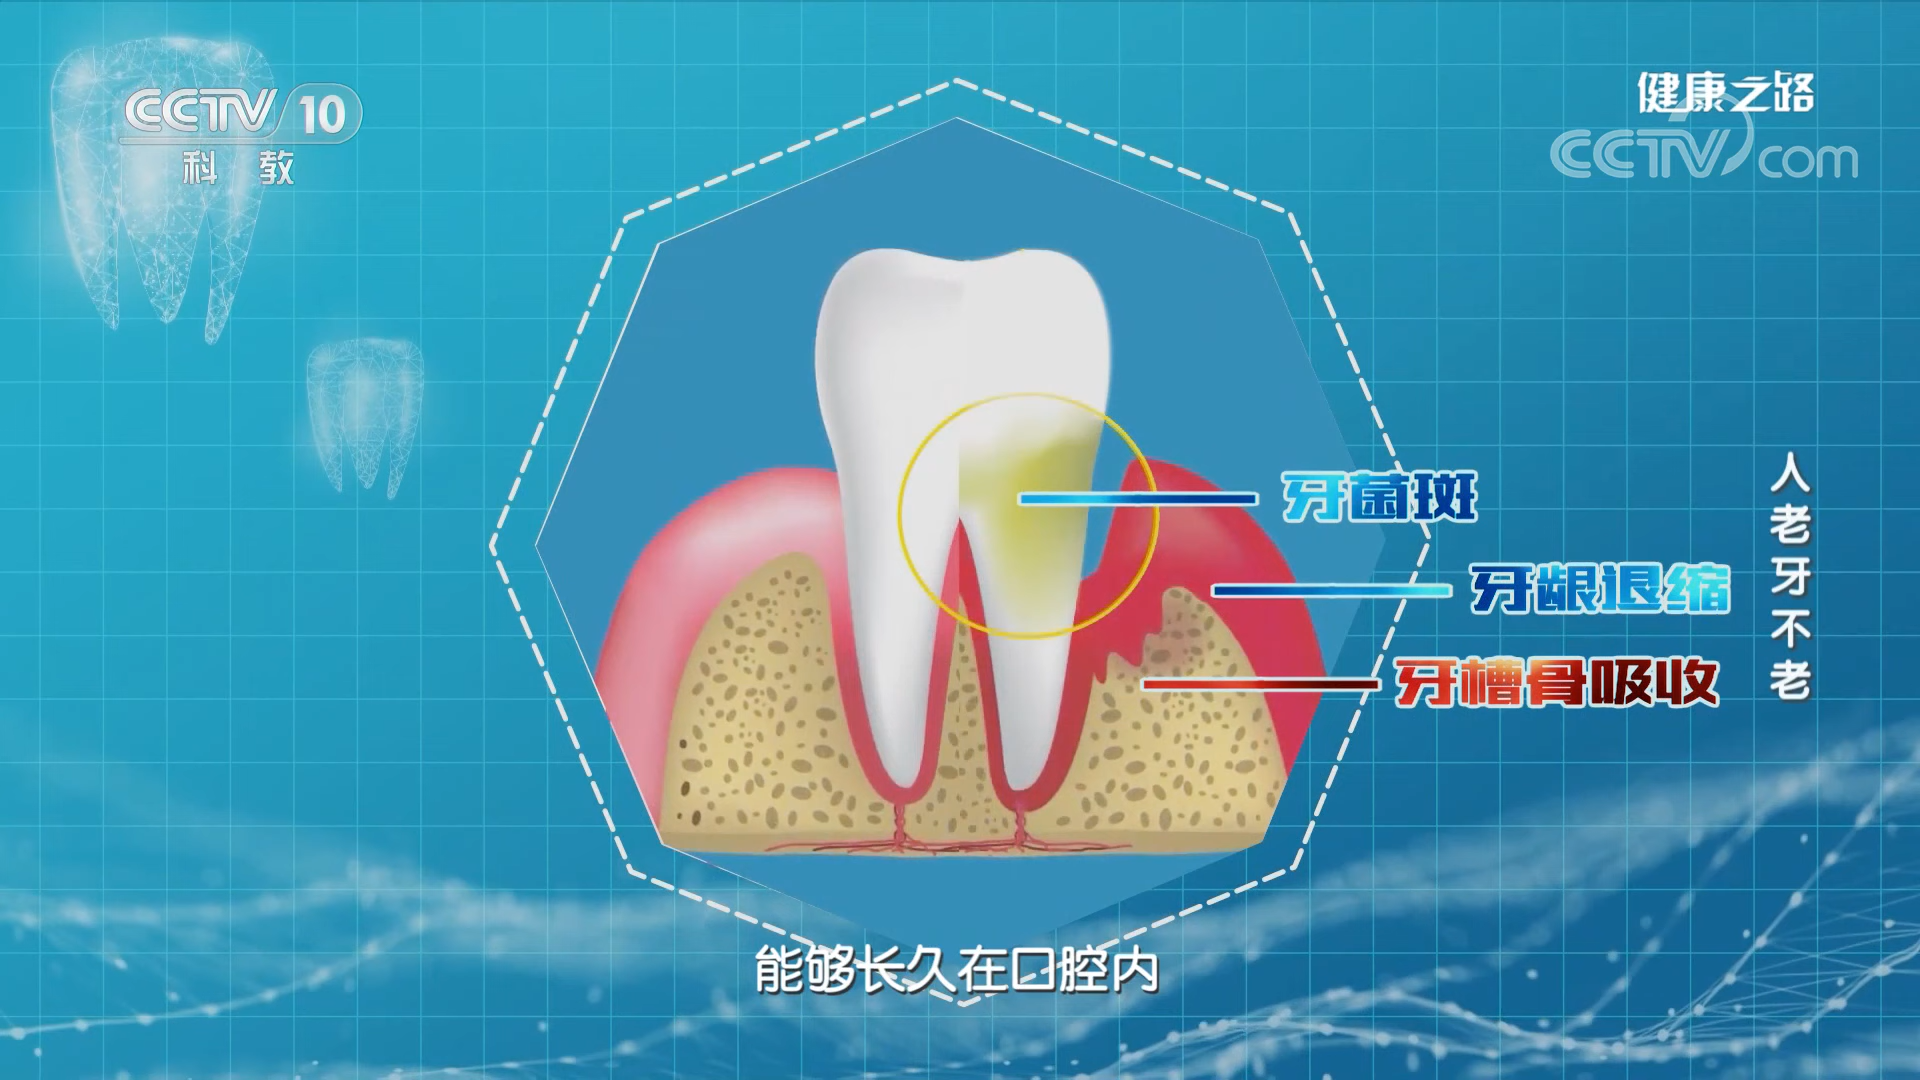 CCTV 10
科 教
健康之路
CCTV.com
牙菌斑
牙龈退缩
牙槽骨吸收
人老牙不老
能够长久在口腔内